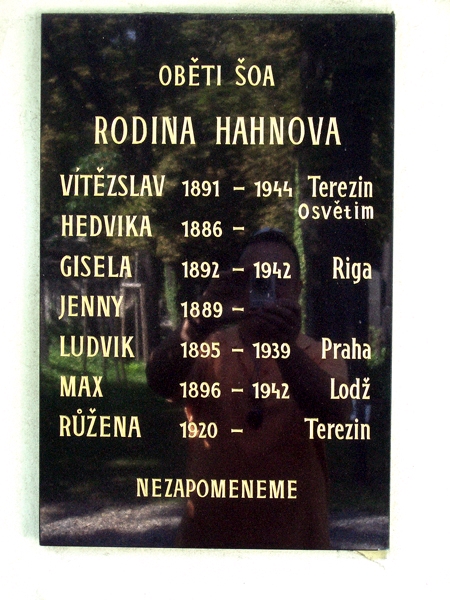 OBĚTI ŠOA
RODINA HAHNOVA
VÍTĚZSLAV 1891 – 1944 Terezin
Osvětim
HEDVIKA 1886 –
GISELA 1892 – 1942 Riga
JENNY 1889 –
LUDVIK 1895 – 1939 Praha
MAX 1896 – 1942 Lodž
RŮŽENA 1920 – Terezin
NEZAPOMENEME